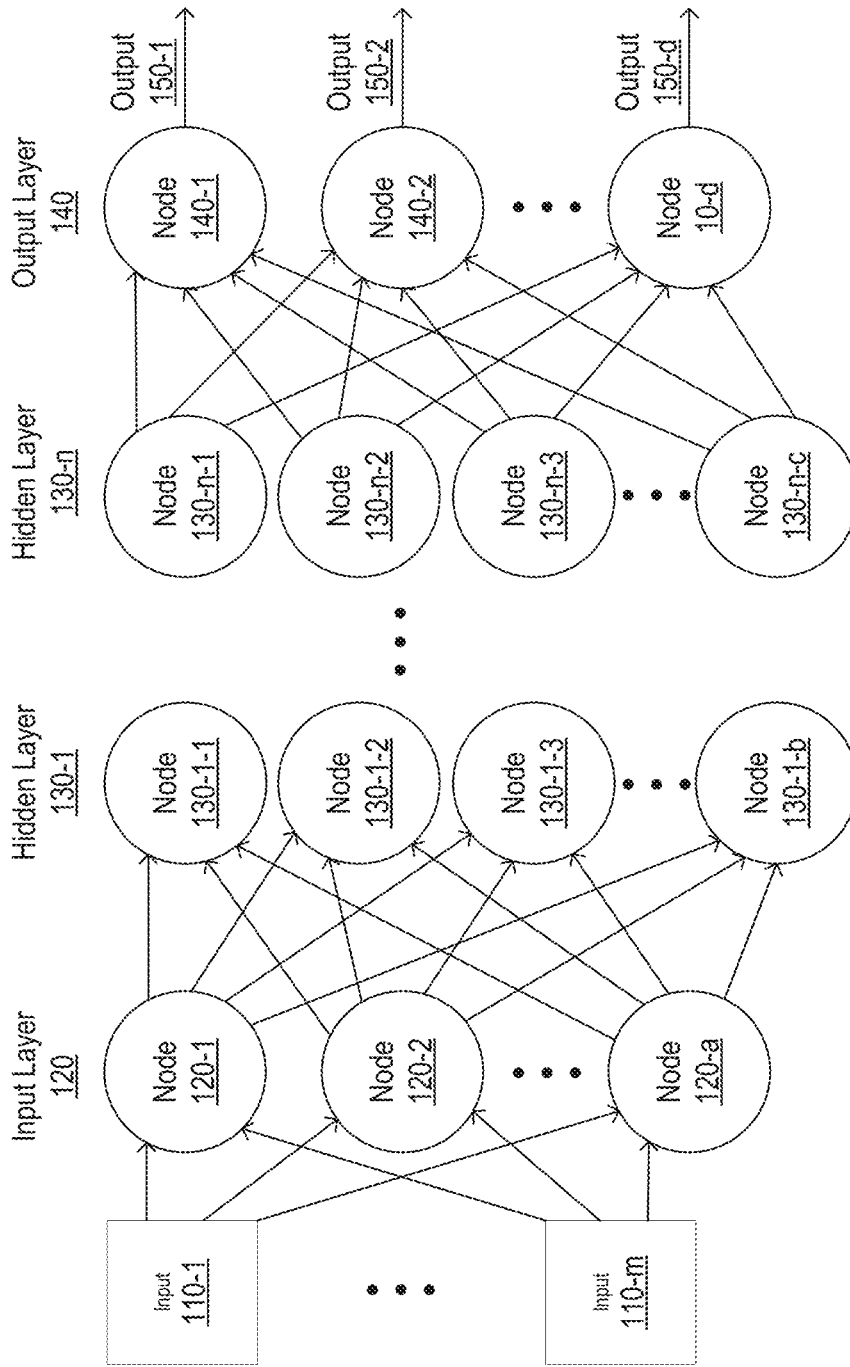 Input
110-1
Input
110-m
Input Layer
120
Node
120-1
Node
120-2
Node
120-a
Hidden Layer
130-1
Node
130-1-1
Node
130-1-2
Node
130-1-3
Node
130-1-b
Hidden Layer
130-n
Node
130-n-1
Node
130-n-2
Node
130-n-3
Node
130-n-c
Output Layer
140
Node
140-1
Node
140-2
Node
10-d
Output
150-1
Output
150-2
Output
150-d